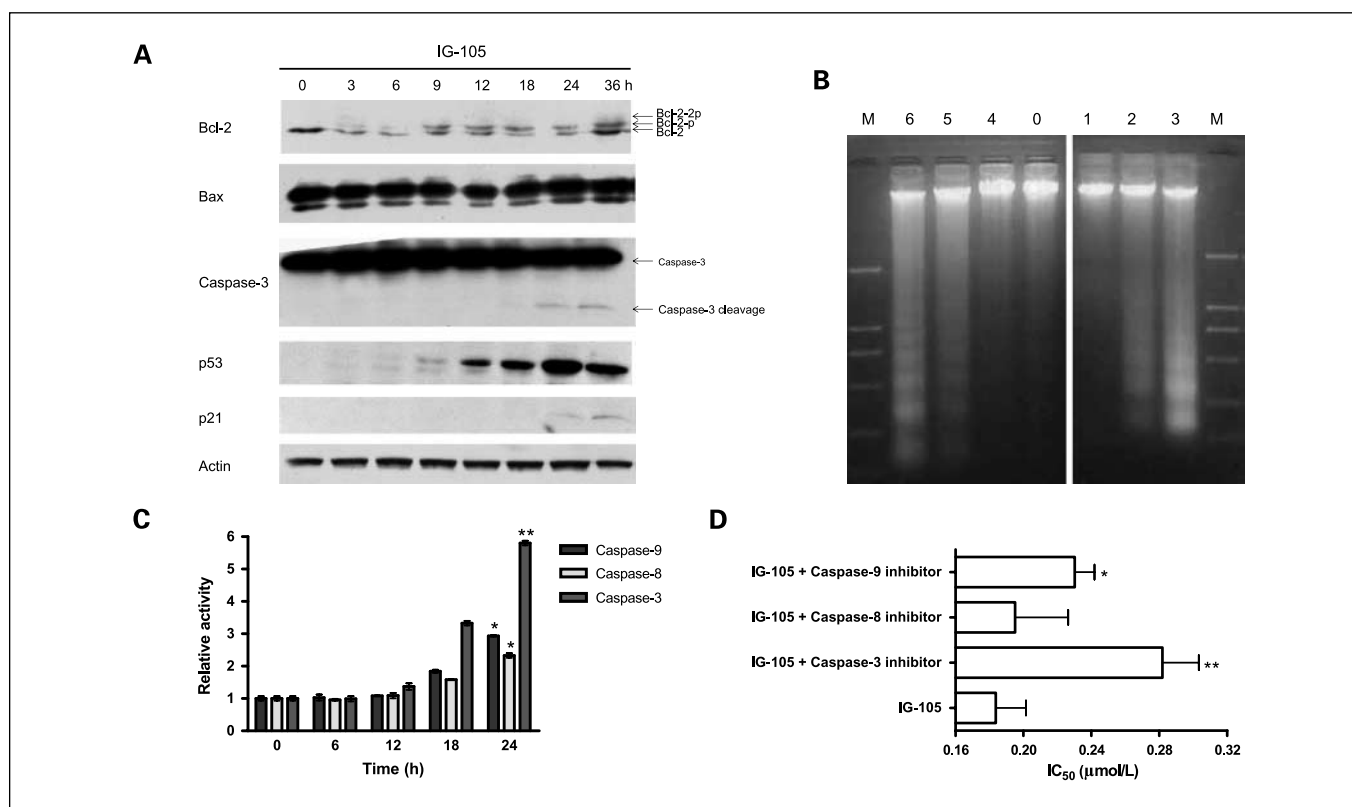 A
IG-105
0 3 6 9 12 18 24 36 h
Bcl-2
Bcl-2-2p
Bcl-2-p
Bcl-2
Bax
Caspase-3
Caspase-3
Caspase-3 cleavage
p53
p21
Actin
B
M 6 5 4 0 1 2 3 M
C
Relative activity
6
5
4
3
2
1
0
**
* *
0 6 12 18 24
Time (h)
Caspase-9
Caspase-8
Caspase-3
D
IG-105 + Caspase-9 inhibitor *
IG-105 + Caspase-8 inhibitor
IG-105 + Caspase-3 inhibitor **
IG-105
0.16 0.20 0.24 0.28 0.32
IC50 (μmol/L)